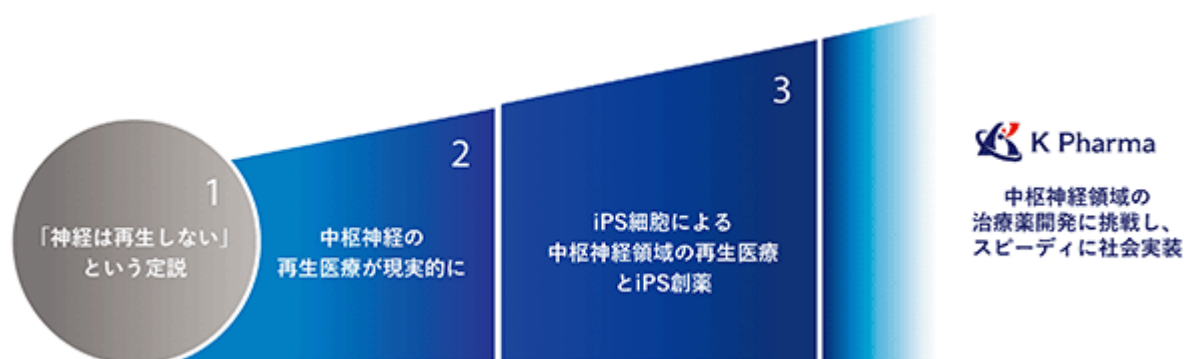 1
「神経は再生しない」
という定説
2
中枢神経の
再生医療が現実的に
3
iPS細胞による
中枢神経領域の再生医療
とiPS創薬
K Pharma
中枢神経領域の
治療薬開発に挑戦し、
スピーディに社会実装